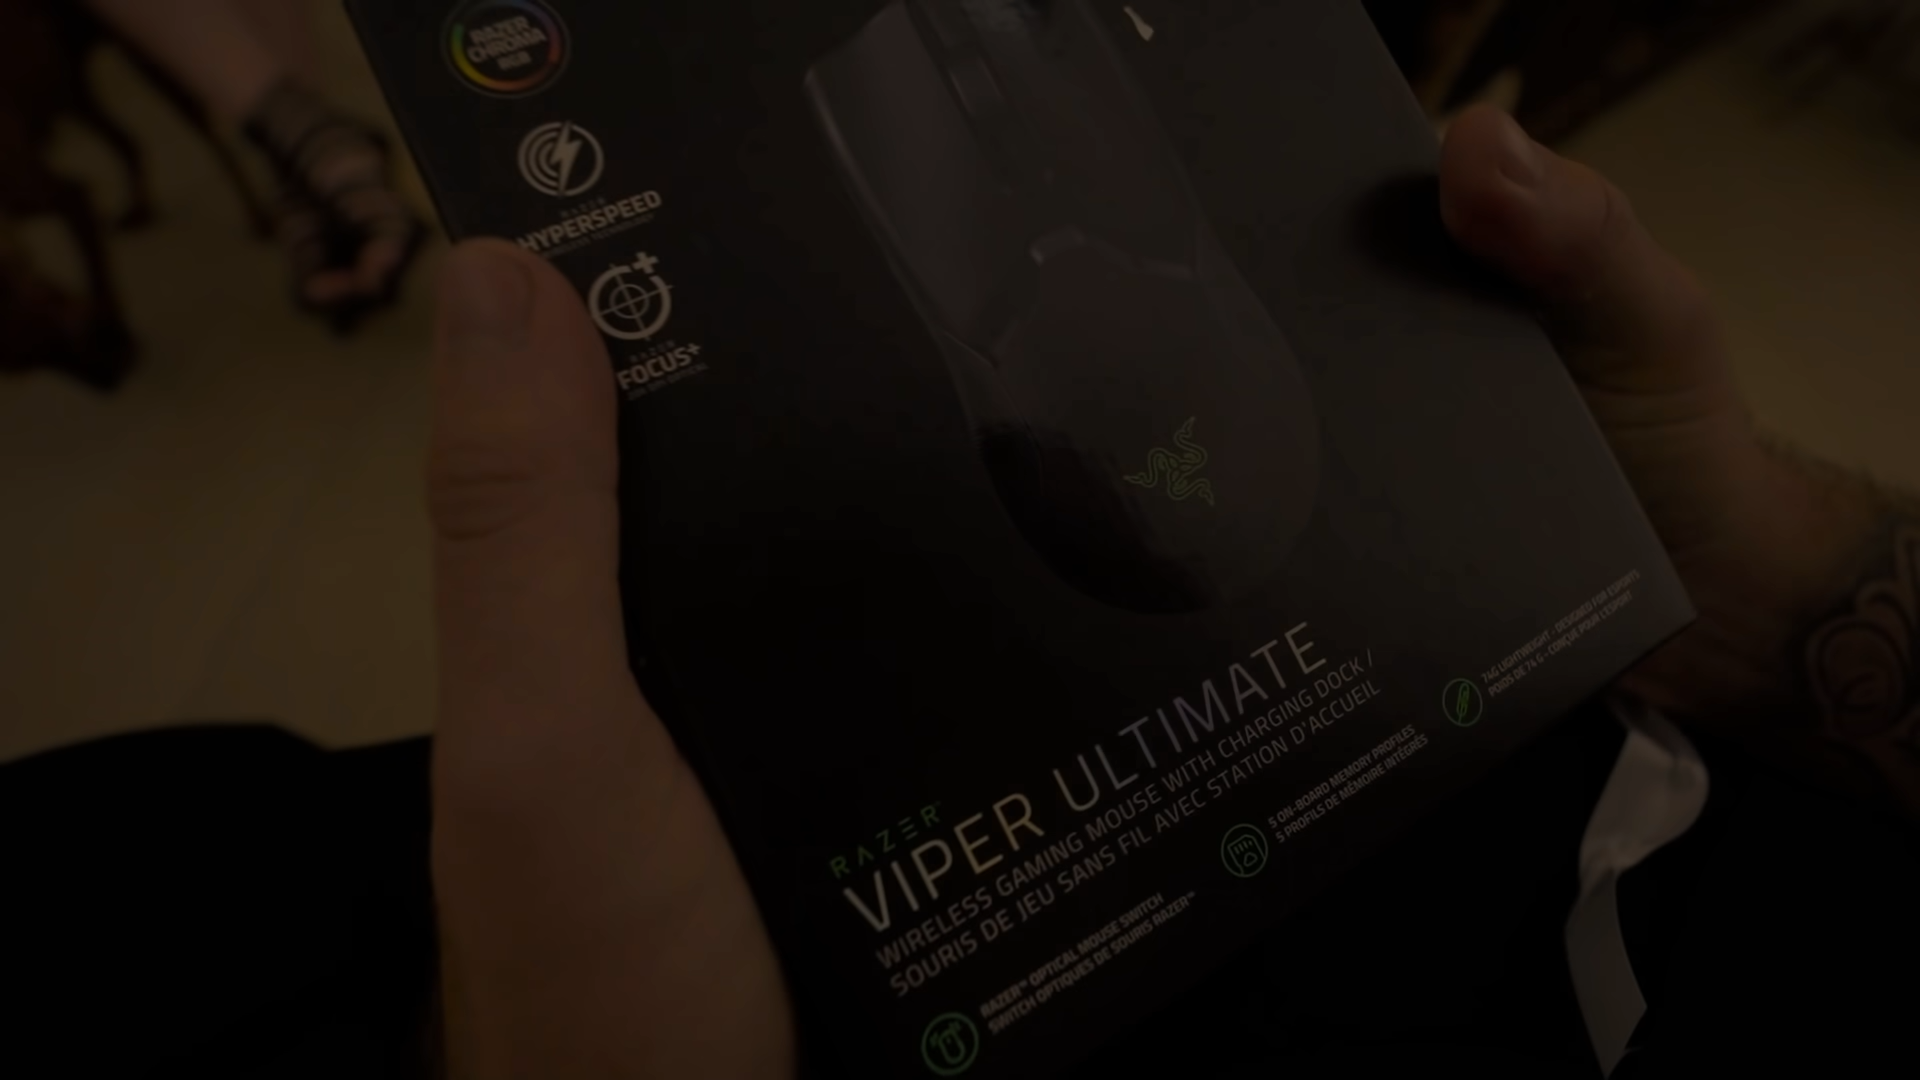 RAZER
CHROMA
RGB
RAZER
HYPERSPEED
RAZER
FOCUS+
RAZER™
VIPER ULTIMATE
WIRELESS GAMING MOUSE WITH CHARGING DOCK /
SOURIS DE JEU SANS FIL AVEC STATION D'ACCUEIL
RAZER™ OPTICAL MOUSE SWITCH
SWITCH OPTIQUES DE SOURIS RAZER™
5 ON-BOARD MEMORY PROFILES
5 PROFILS DE MÉMOIRE INTÉGRÉS
74G LIGHTWEIGHT - DESIGNED FOR ESPORTS
POIDS DE 74 G - CONÇUE POUR L'ESPORT